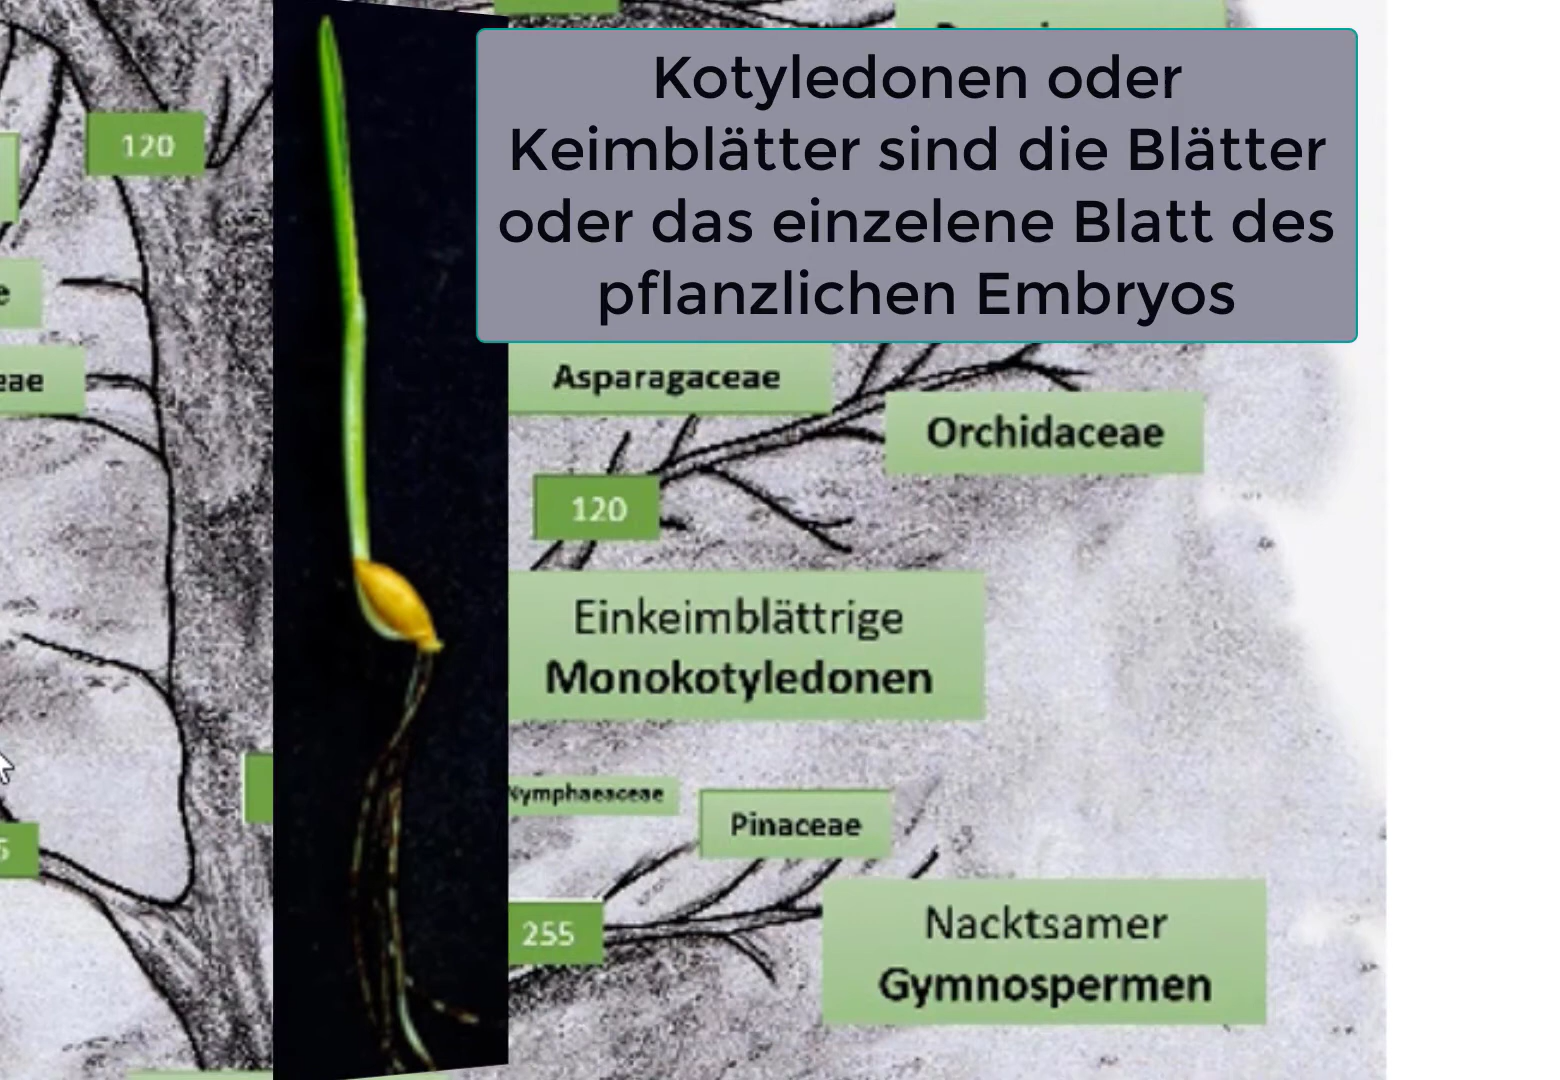 Kotyledonen oder
Keimblätter sind die Blätter
oder das einzelene Blatt des
pflanzlichen Embryos
120
Asparagaceae
Orchidaceae
120
Einkeimblättrige
Monokotyledonen
Nymphaeaceae
Pinaceae
255
Nacktsamer
Gymnospermen